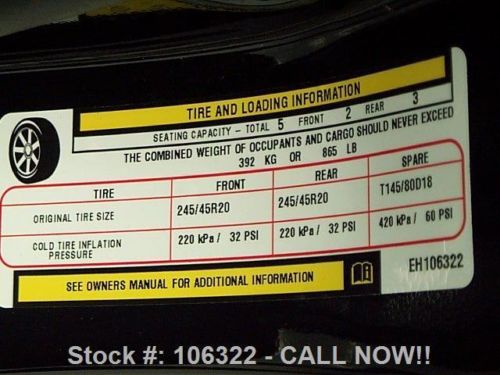 TIRE AND LOADING INFORMATION
SEATING CAPACITY - TOTAL 5 FRONT 2 REAR 3
THE COMBINED WEIGHT OF OCCUPANTS AND CARGO SHOULD NEVER EXCEED
392 KG OR 865 LB
TIRE FRONT REAR SPARE
ORIGINAL TIRE SIZE 245/45R20 245/45R20 T145/80D18
COLD TIRE INFLATION PRESSURE 220 kPa / 32 PSI 220 kPa / 32 PSI 420 kPa / 60 PSI
SEE OWNERS MANUAL FOR ADDITIONAL INFORMATION
EH106322
Stock #: 106322 - CALL NOW!!